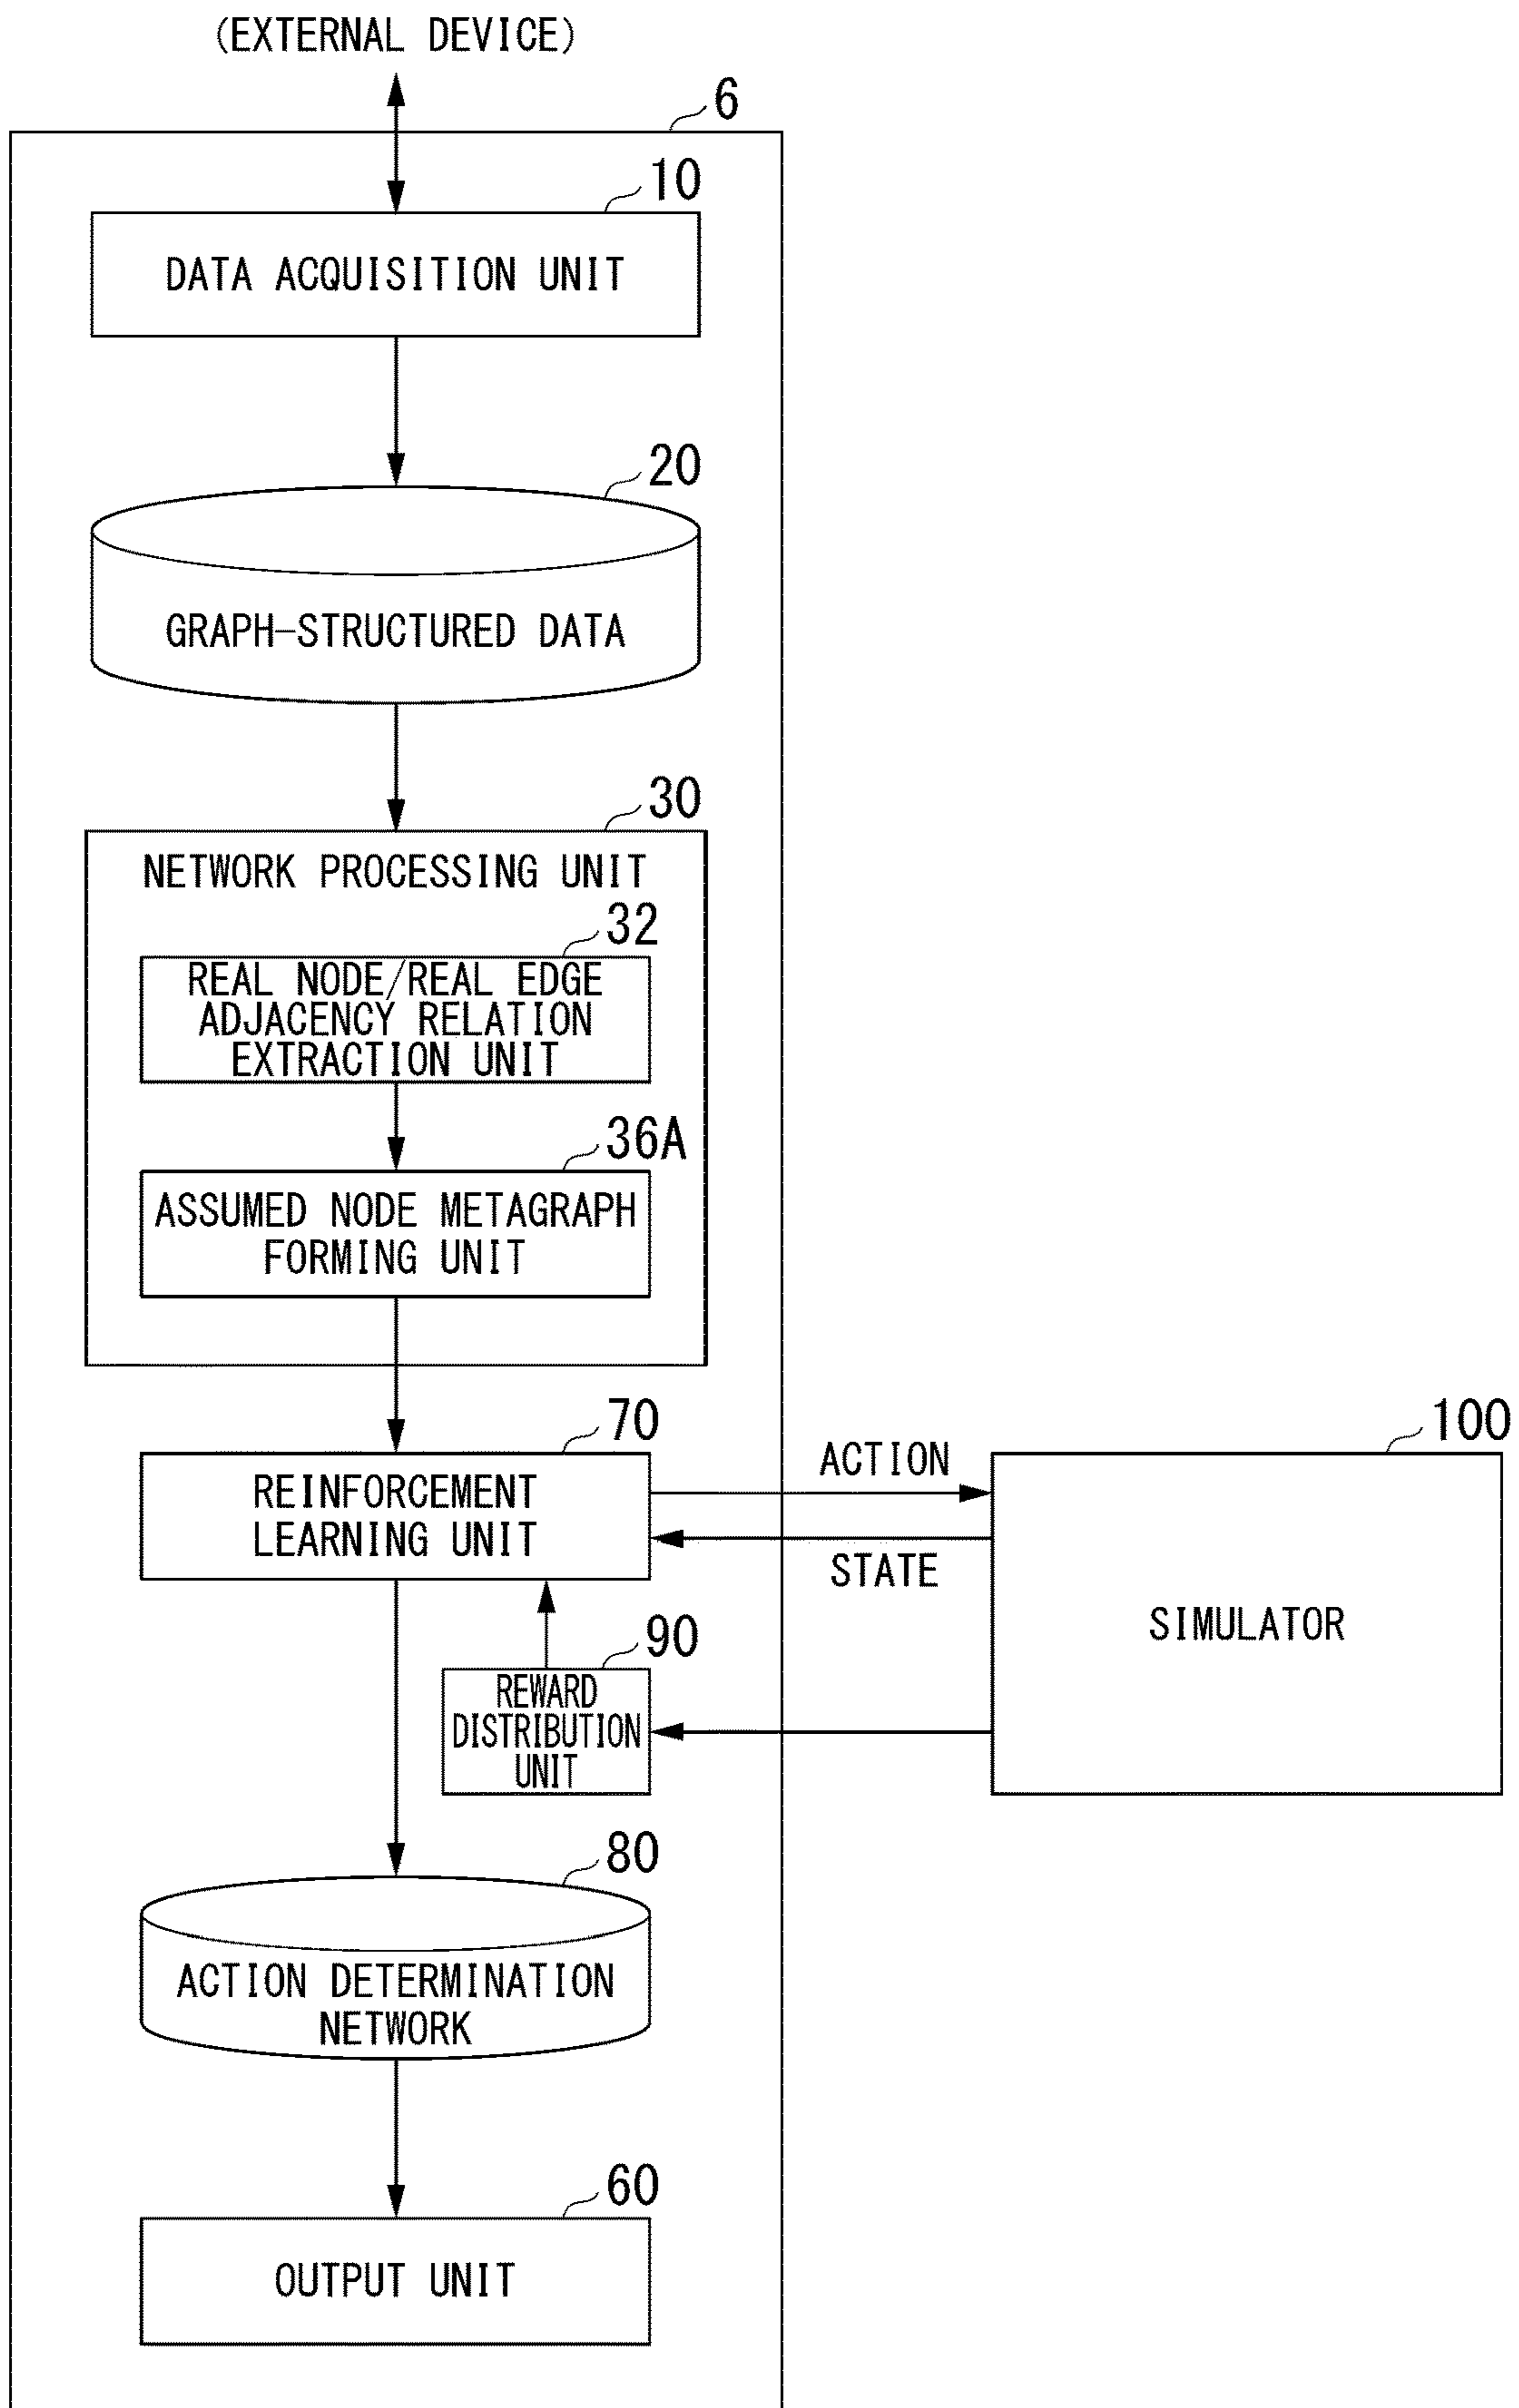 (EXTERNAL DEVICE)
6
10
DATA ACQUISITION UNIT
20
GRAPH-STRUCTURED DATA
30
NETWORK PROCESSING UNIT
32
REAL NODE/REAL EDGE
ADJACENCY RELATION
EXTRACTION UNIT
36A
ASSUMED NODE METAGRAPH
FORMING UNIT
70
REINFORCEMENT
LEARNING UNIT
ACTION
STATE
100
SIMULATOR
90
REWARD
DISTRIBUTION
UNIT
80
ACTION DETERMINATION
NETWORK
60
OUTPUT UNIT